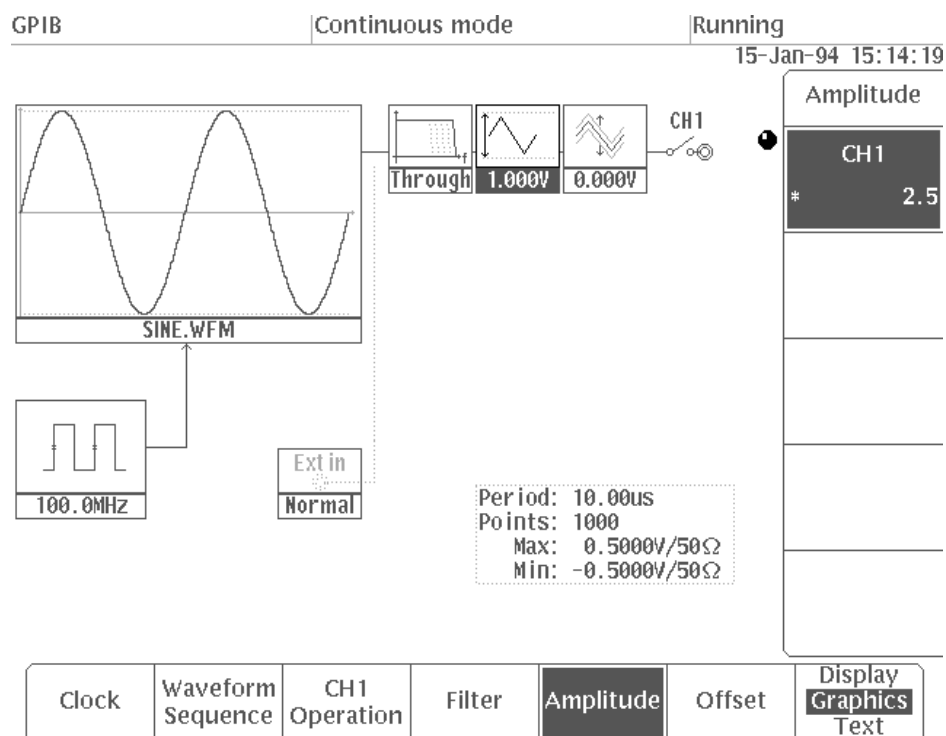 GPIB
Continuous mode
Running
15-Jan-94 15:14:19
Amplitude
CH1
* 2.5
CH1
f
Through
1.000V
0.000V
SINE.WFM
100.0MHz
Ext in
Normal
Period: 10.00us
Points: 1000
Max: 0.5000V/50Ω
Min: -0.5000V/50Ω
Clock
Waveform
Sequence
CH1
Operation
Filter
Amplitude
Offset
Display
Graphics
Text